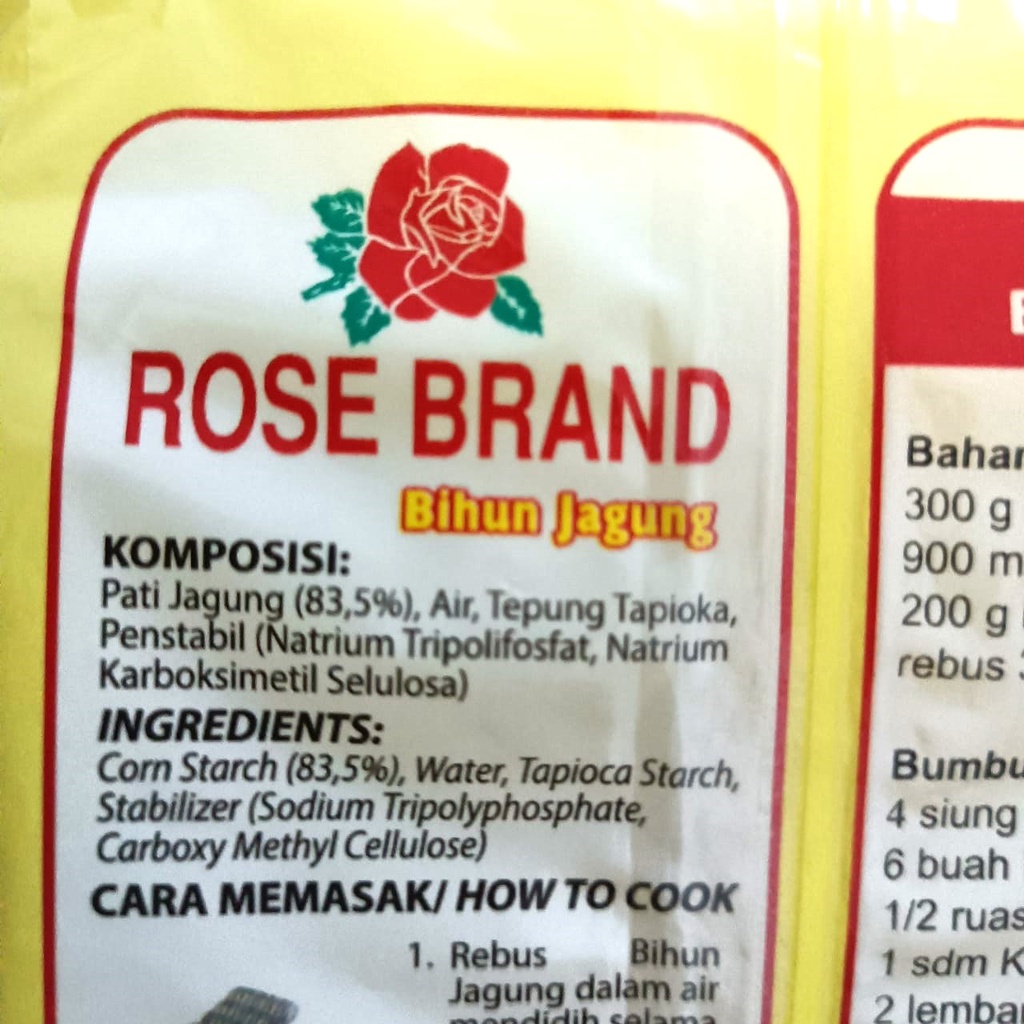 ROSE BRAND
Bihun Jagung
KOMPOSISI:
Pati Jagung (83,5%), Air, Tepung Tapioka,
Penstabil (Natrium Tripolifosfat, Natrium
Karboksimetil Selulosa)
INGREDIENTS:
Corn Starch (83,5%), Water, Tapioca Starch,
Stabilizer (Sodium Tripolyphosphate,
Carboxy Methyl Cellulose)
CARA MEMASAK/ HOW TO COOK
1. Rebus Bihun
Jagung dalam air
mendidih selama
300 g
900
200 g
rebus
4 siung
6 buah
1/2 ruas
1 sdm
2